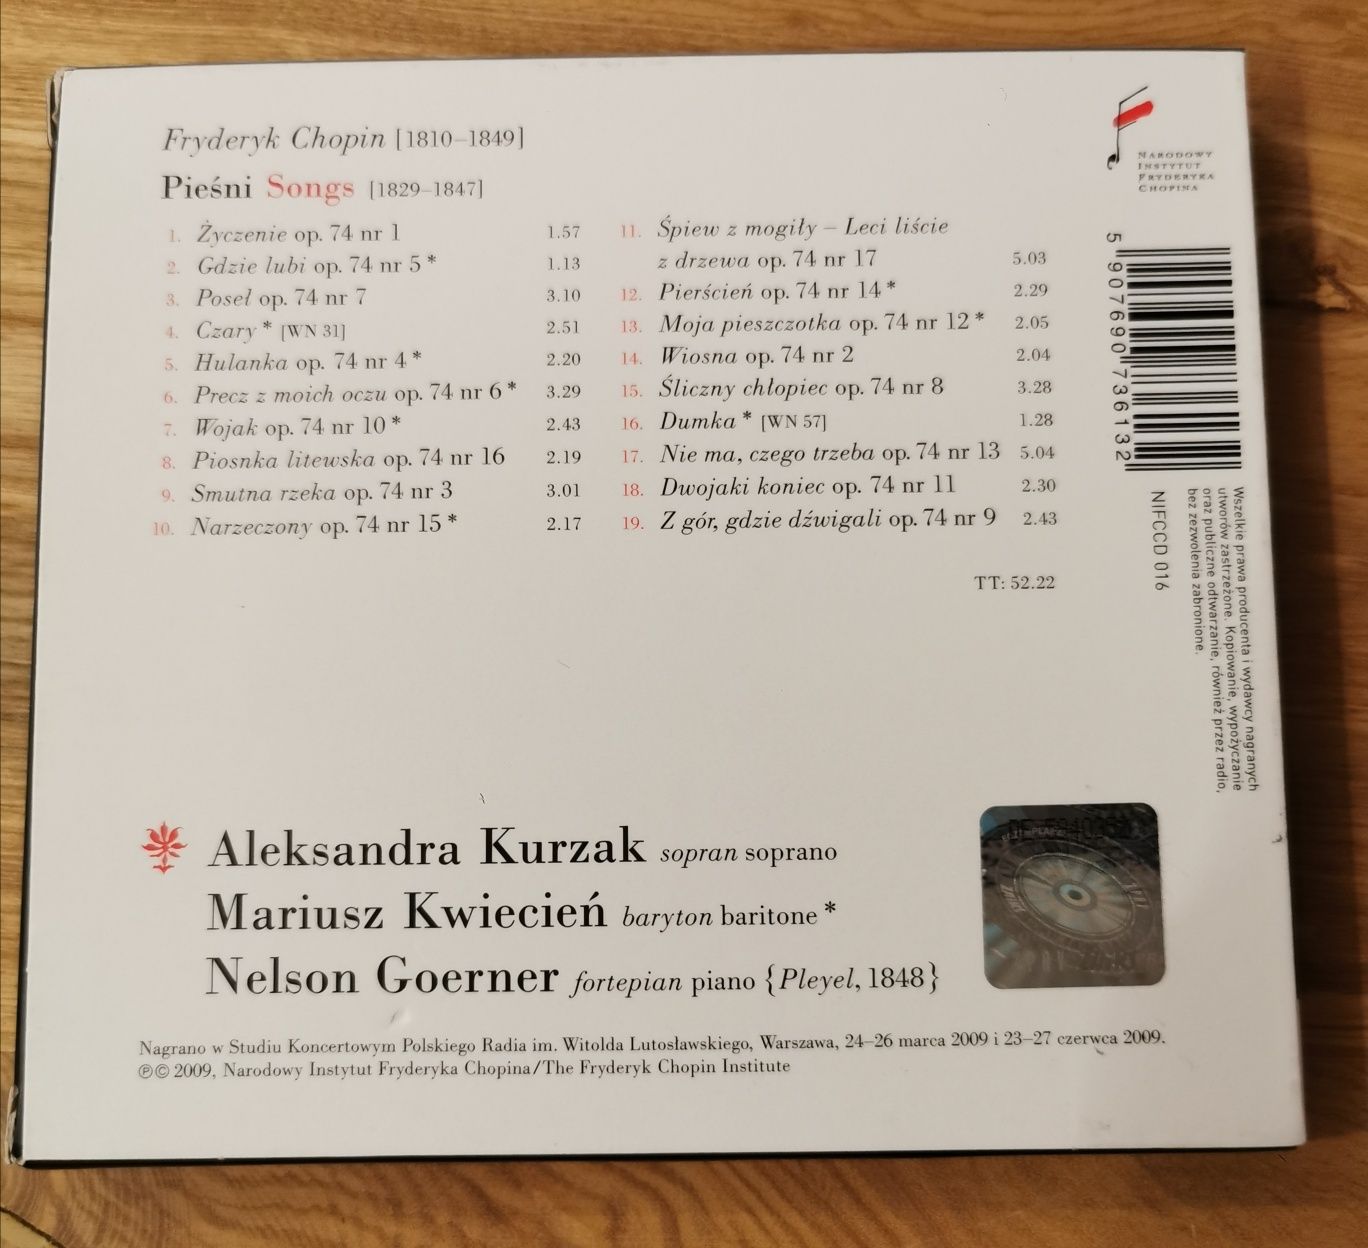 Fryderyk Chopin [1810–1849]
Pieśni Songs [1829–1847]
1. Życzenie op. 74 nr 1 1.57
2. Gdzie lubi op. 74 nr 5 * 1.13
3. Poseł op. 74 nr 7 3.10
4. Czary * [WN 31] 2.51
5. Hulanka op. 74 nr 4 * 2.20
6. Precz z moich oczu op. 74 nr 6 * 3.29
7. Wojak op. 74 nr 10 * 2.43
8. Piosnka litewska op. 74 nr 16 2.19
9. Smutna rzeka op. 74 nr 3 3.01
10. Narzeczony op. 74 nr 15 * 2.17
11. Śpiew z mogiły – Leci liście
z drzewa op. 74 nr 17 5.03
12. Pierścień op. 74 nr 14 * 2.29
13. Moja pieszczotka op. 74 nr 12 * 2.05
14. Wiosna op. 74 nr 2 2.04
15. Śliczny chłopiec op. 74 nr 8 3.28
16. Dumka * [WN 57] 1.28
17. Nie ma, czego trzeba op. 74 nr 13 5.04
18. Dwojaki koniec op. 74 nr 11 2.30
19. Z gór, gdzie dźwigali op. 74 nr 9 2.43
TT: 52.22
Narodowy
Instytut
Fryderyka
Chopina
5 907690 736132
NIFCCD 016
Wszelkie prawa producenta i wydawcy nagranych
utworów zastrzeżone. Kopiowanie, wypożyczanie
oraz publiczne odtwarzanie, również przez radio,
bez zezwolenia zabronione.
Aleksandra Kurzak sopran soprano
Mariusz Kwiecień baryton baritone *
Nelson Goerner fortepian piano {Pleyel, 1848}
Nagrano w Studiu Koncertowym Polskiego Radia im. Witolda Lutosławskiego, Warszawa, 24–26 marca 2009 i 23–27 czerwca 2009.
℗© 2009, Narodowy Instytut Fryderyka Chopina/The Fryderyk Chopin Institute